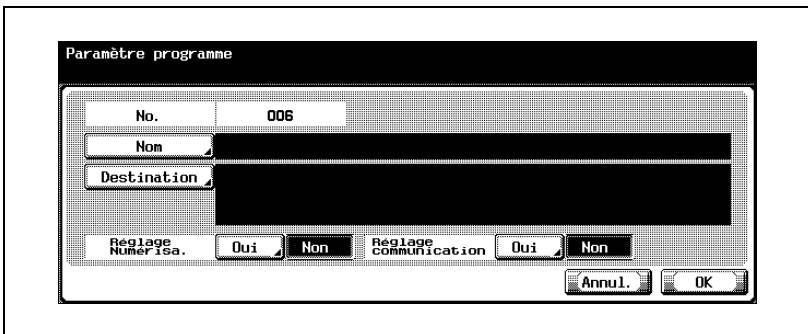 Paramètre programme
No. 006
Nom
Destination
Réglage Numérisa. Oui Non Réglage communication Oui Non
Annul. OK